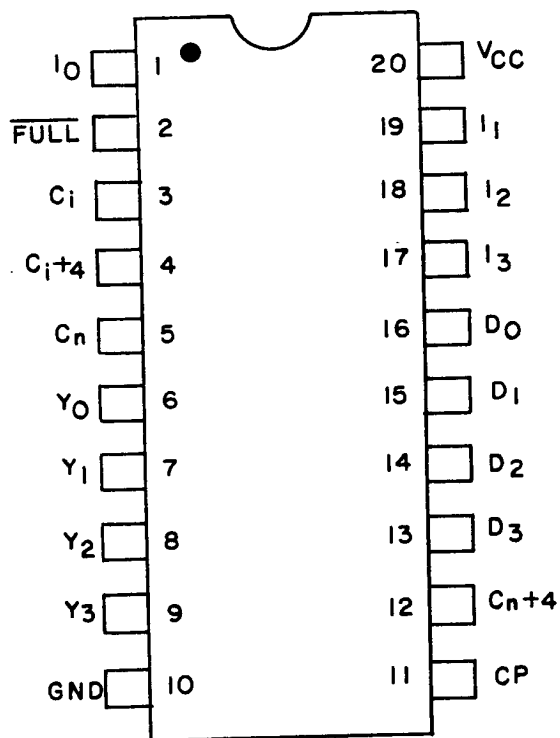 I0 1 20 VCC
FULL 2 19 I1
Ci 3 18 I2
Ci+4 4 17 I3
Cn 5 16 D0
Y0 6 15 D1
Y1 7 14 D2
Y2 8 13 D3
Y3 9 12 Cn+4
GND 10 11 CP